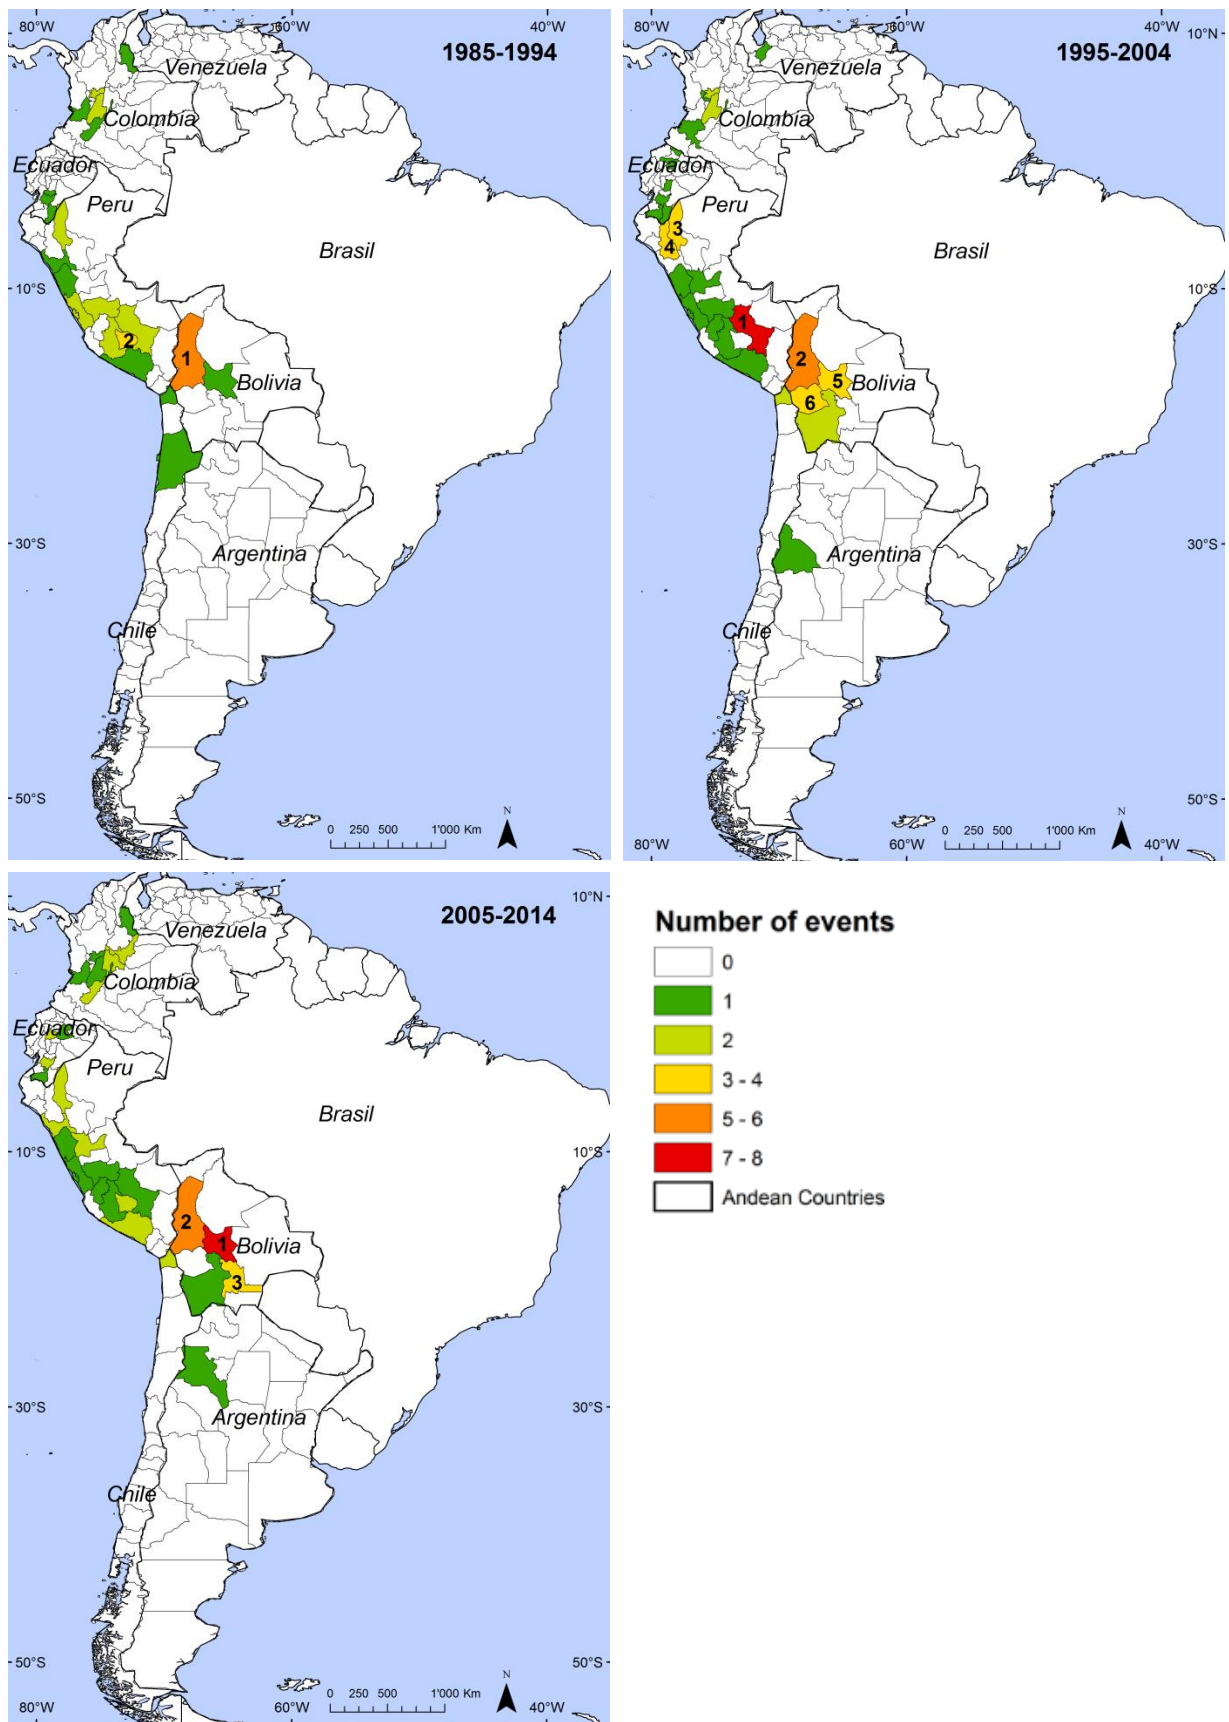 80°W 60°W 40°W
1985-1994
Venezuela
Colombia
Ecuador
Peru
Brasil
10°S
2
1
Bolivia
30°S
Argentina
Chile
50°S
N
0 250 500 1'000 Km
80°W 60°W 40°W
1995-2004
10°N
Venezuela
Colombia
Ecuador
Peru
3
4
Brasil
10°S
1
2
5
Bolivia
6
30°S
Argentina
Chile
50°S
N
0 250 500 1'000 Km
80°W 60°W 40°W
2005-2014
10°N
Venezuela
Colombia
Ecuador
Peru
Brasil
10°S 10°S
2
1
Bolivia
3
30°S 30°S
Argentina
Chile
50°S 50°S
N
0 250 500 1'000 Km
80°W 60°W 40°W
Number of events
0
1
2
3 - 4
5 - 6
7 - 8
Andean Countries